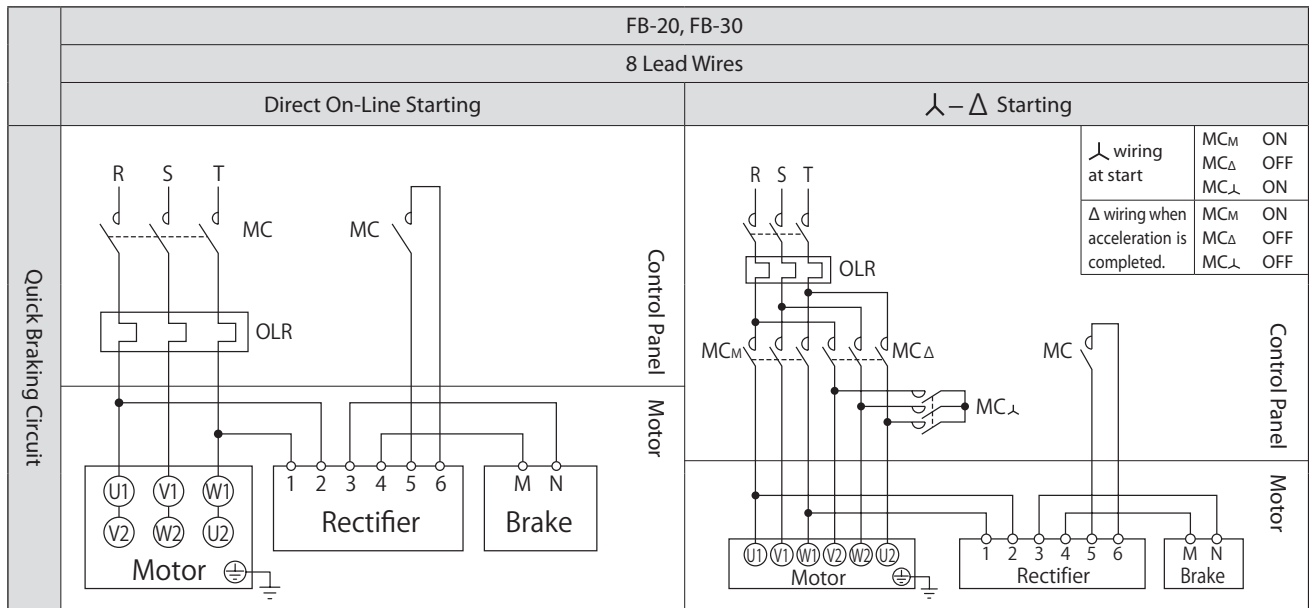 FB-20, FB-30
8 Lead Wires
Direct On-Line Starting
⅄ – Δ Starting
Quick Braking Circuit
R S T
MC
MC
OLR
Control Panel
Motor
U1 V1 W1
V2 W2 U2
Motor
1 2 3 4 5 6
Rectifier
M N
Brake
⅄ wiring
at start
MCM ON
MCΔ OFF
MC⅄ ON
Δ wiring when
acceleration is
completed.
MCM ON
MCΔ OFF
MC⅄ OFF
R S T
OLR
MCM
MCΔ
MC
MC⅄
Control Panel
Motor
U1 V1 W1 V2 W2 U2
Motor
1 2 3 4 5 6
Rectifier
M N
Brake